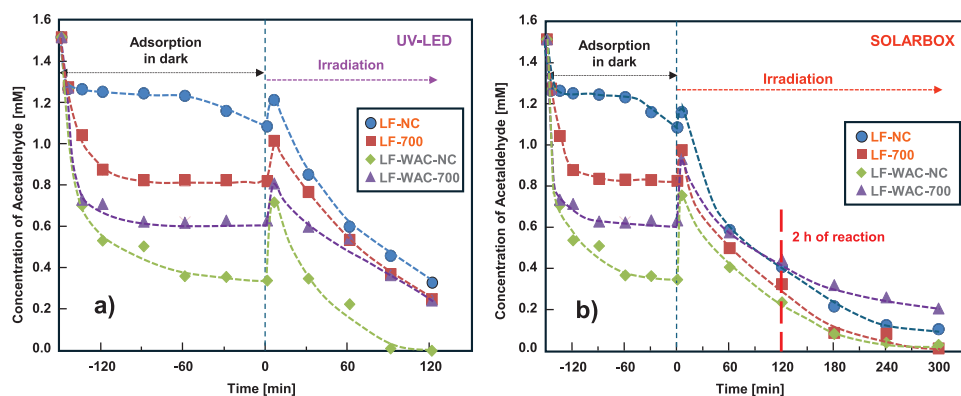 a)
UV-LED
Adsorption
in dark
Irradiation
LF-NC
LF-700
LF-WAC-NC
LF-WAC-700
Concentration of Acetaldehyde [mM]
1.6
1.4
1.2
1.0
0.8
0.6
0.4
0.2
0.0
-120
-60
0
60
120
Time [min]
b)
SOLARBOX
Adsorption
in dark
Irradiation
LF-NC
LF-700
LF-WAC-NC
LF-WAC-700
2 h of reaction
Concentration of Acetaldehyde [mM]
1.6
1.4
1.2
1.0
0.8
0.6
0.4
0.2
0.0
-120
-60
0
60
120
180
240
300
Time [min]